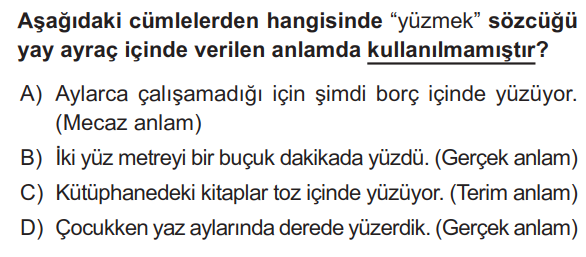 Aşağıdaki cümlelerden hangisinde “yüzmek” sözcüğü
yay ayraç içinde verilen anlamda kullanılmamıştır?
A) Aylarca çalışamadığı için şimdi borç içinde yüzüyor.
(Mecaz anlam)
B) İki yüz metreyi bir buçuk dakikada yüzdü. (Gerçek anlam)
C) Kütüphanedeki kitaplar toz içinde yüzüyor. (Terim anlam)
D) Çocukken yaz aylarında derede yüzerdik. (Gerçek anlam)